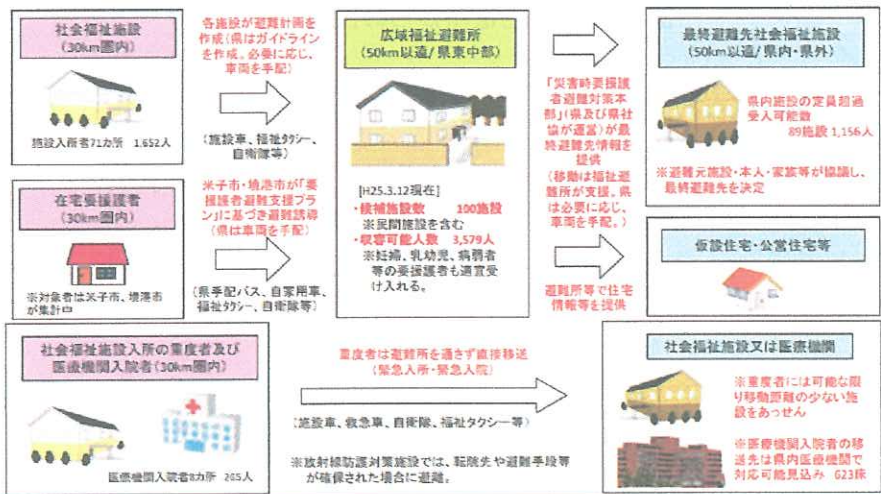 社会福祉施設
(30km圏内)
施設入所者71カ所 1,652人
各施設が避難計画を
作成(県はガイドライン
を作成。必要に応じ、
車両を手配)
(施設車、福祉タクシー、
自衛隊等)
在宅要援護者
(30km圏内)
※対象者は米子市、境港市
が集計中
米子市・境港市が「要
援護者避難支援プラ
ン」に基づき避難誘導
(県は車両を手配)
(県手配バス、自家用車、
福祉タクシー、自衛隊等)
広域福祉避難所
(50km以遠/県東中部)
[H25.3.12現在]
・候補施設数 100施設
※民間施設を含む
・収容可能人数 3,579人
※妊婦、乳幼児、病弱者
等の要援護者も適宜受
け入れる。
「災害時要援護
者避難対策本
部」(県及び県社
協が運営)が最
終避難先情報を
提供
(移動は福祉避
難所が支援。県
は必要に応じ、
車両を手配。)
避難所等で住宅
情報等を提供
最終避難先社会福祉施設
(50km以遠/県内・県外)
県内施設の定員超過
受入可能数
89施設 1,156人
※避難元施設・本人・家族等が協議し、
最終避難先を決定
仮設住宅・公営住宅等
社会福祉施設入所の重度者及び
医療機関入院者(30km圏内)
医療機関入院者8カ所 265人
重度者は避難所を通さず直接移送
(緊急入所・緊急入院)
(施設車、救急車、自衛隊、福祉タクシー等)
※放射線防護対策施設では、転院先や避難手段等
が確保された場合に避難。
社会福祉施設又は医療機関
※重度者には可能な限
り移動距離の少ない施
設をあっせん
※医療機関入院者の移
送先は県内医療機関で
対応可能見込み 623床